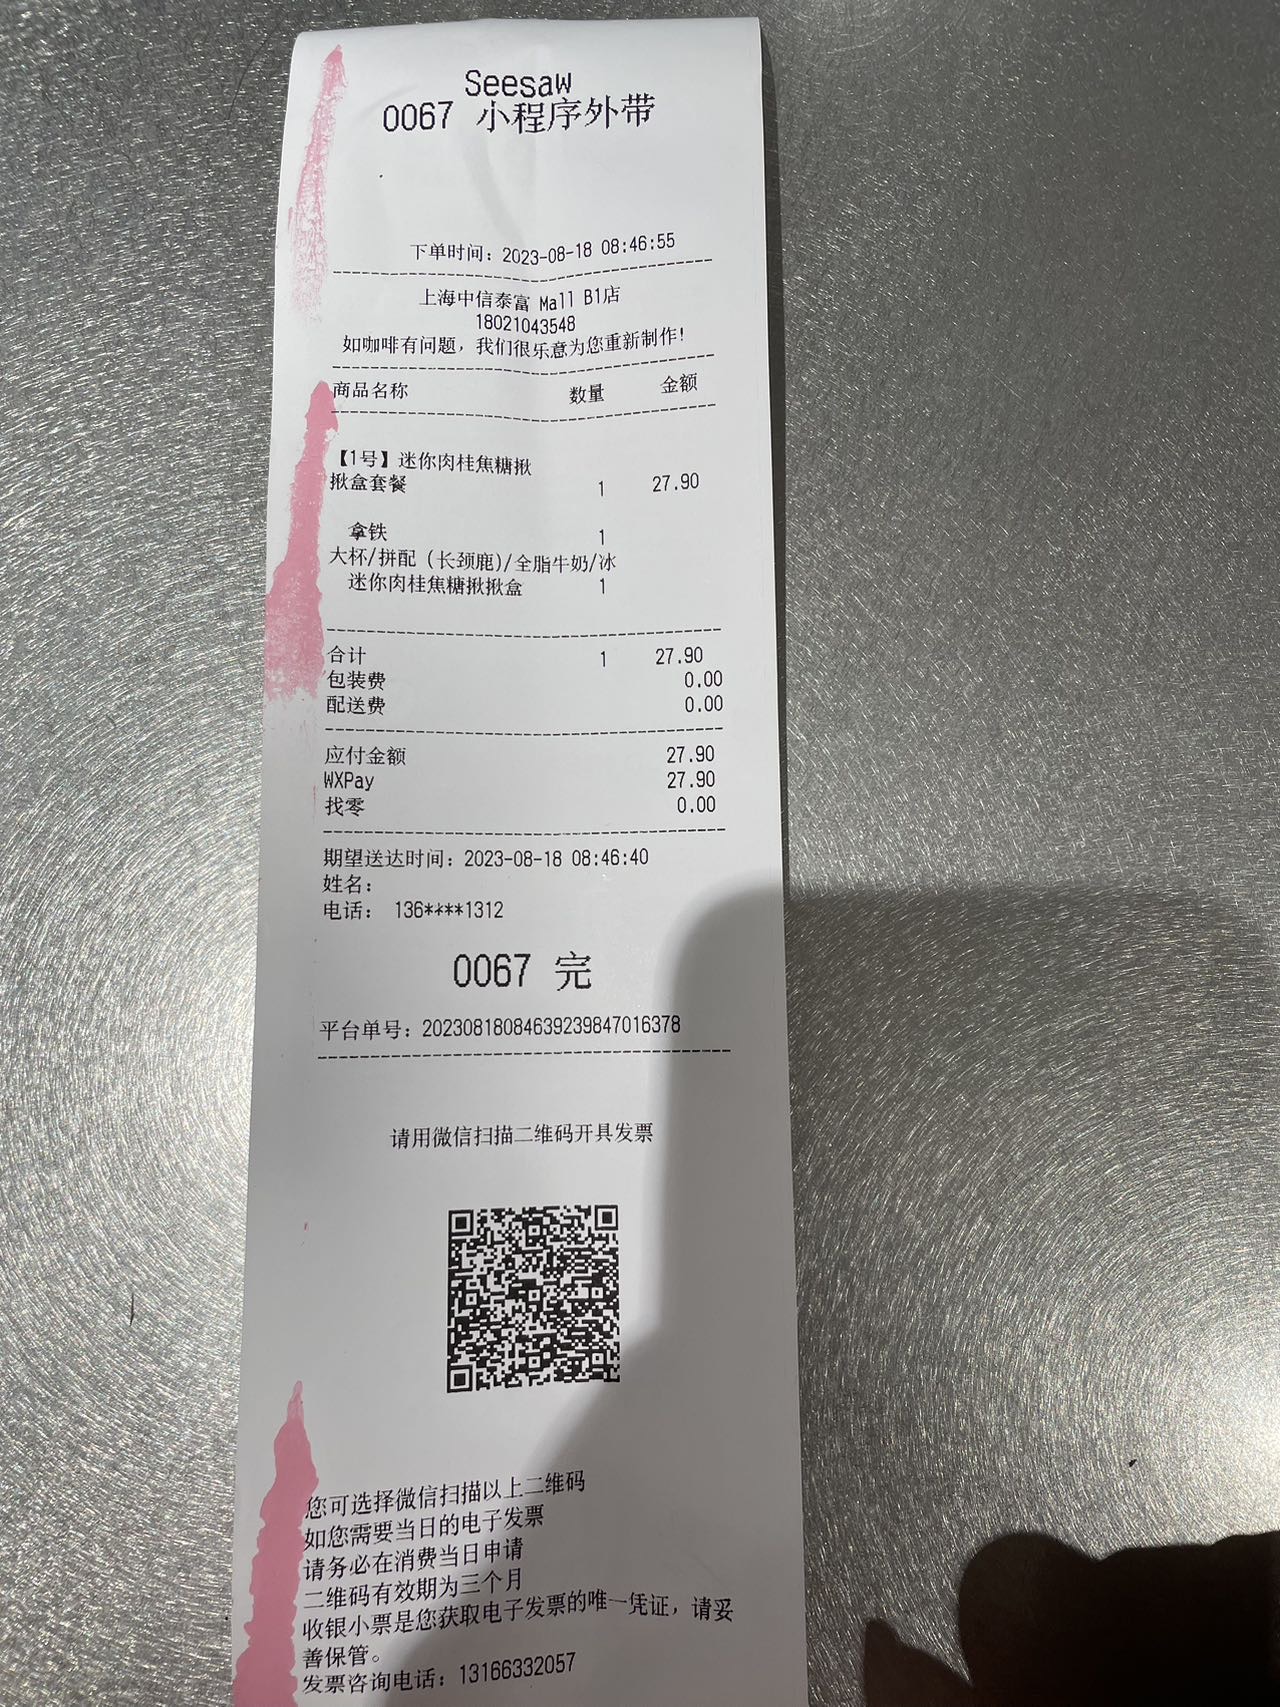 Seesaw
0067 小程序外带
下单时间：2023-08-18 08:46:55
上海中信泰富 Mall B1店
18021043548
如咖啡有问题，我们很乐意为您重新制作！
商品名称 数量 金额
【1号】迷你肉桂焦糖揪
揪盒套餐 1 27.90
拿铁 1
大杯/拼配（长颈鹿)/全脂牛奶/冰
迷你肉桂焦糖揪揪盒 1
合计 1 27.90
包装费 0.00
配送费 0.00
应付金额 27.90
WXPay 27.90
找零 0.00
期望送达时间：2023-08-18 08:46:40
姓名：
电话： 136****1312
0067 完
平台单号：20230818084639239847016378
请用微信扫描二维码开具发票
您可选择微信扫描以上二维码
如您需要当日的电子发票
请务必在消费当日申请
二维码有效期为三个月
收银小票是您获取电子发票的唯一凭证，请妥
善保管。
发票咨询电话：13166332057